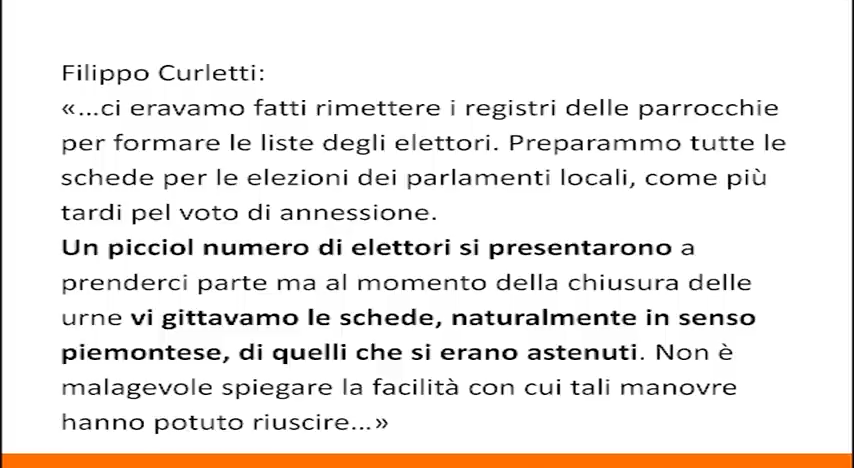 Filippo Curletti:
«...ci eravamo fatti rimettere i registri delle parrocchie
per formare le liste degli elettori. Preparammo tutte le
schede per le elezioni dei parlamenti locali, come più
tardi pel voto di annessione.
Un picciol numero di elettori si presentarono a
prenderci parte ma al momento della chiusura delle
urne vi gittavamo le schede, naturalmente in senso
piemontese, di quelli che si erano astenuti. Non è
malagevole spiegare la facilità con cui tali manovre
hanno potuto riuscire...»